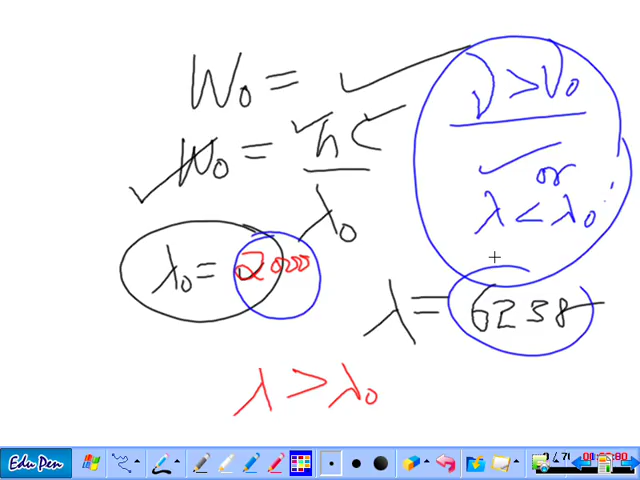 W₀ =
ν > ν₀
W₀ = hc / λ₀
or
λ < λ₀
λ₀ = 2000
λ = 6238
λ > λ₀
Edu Pen